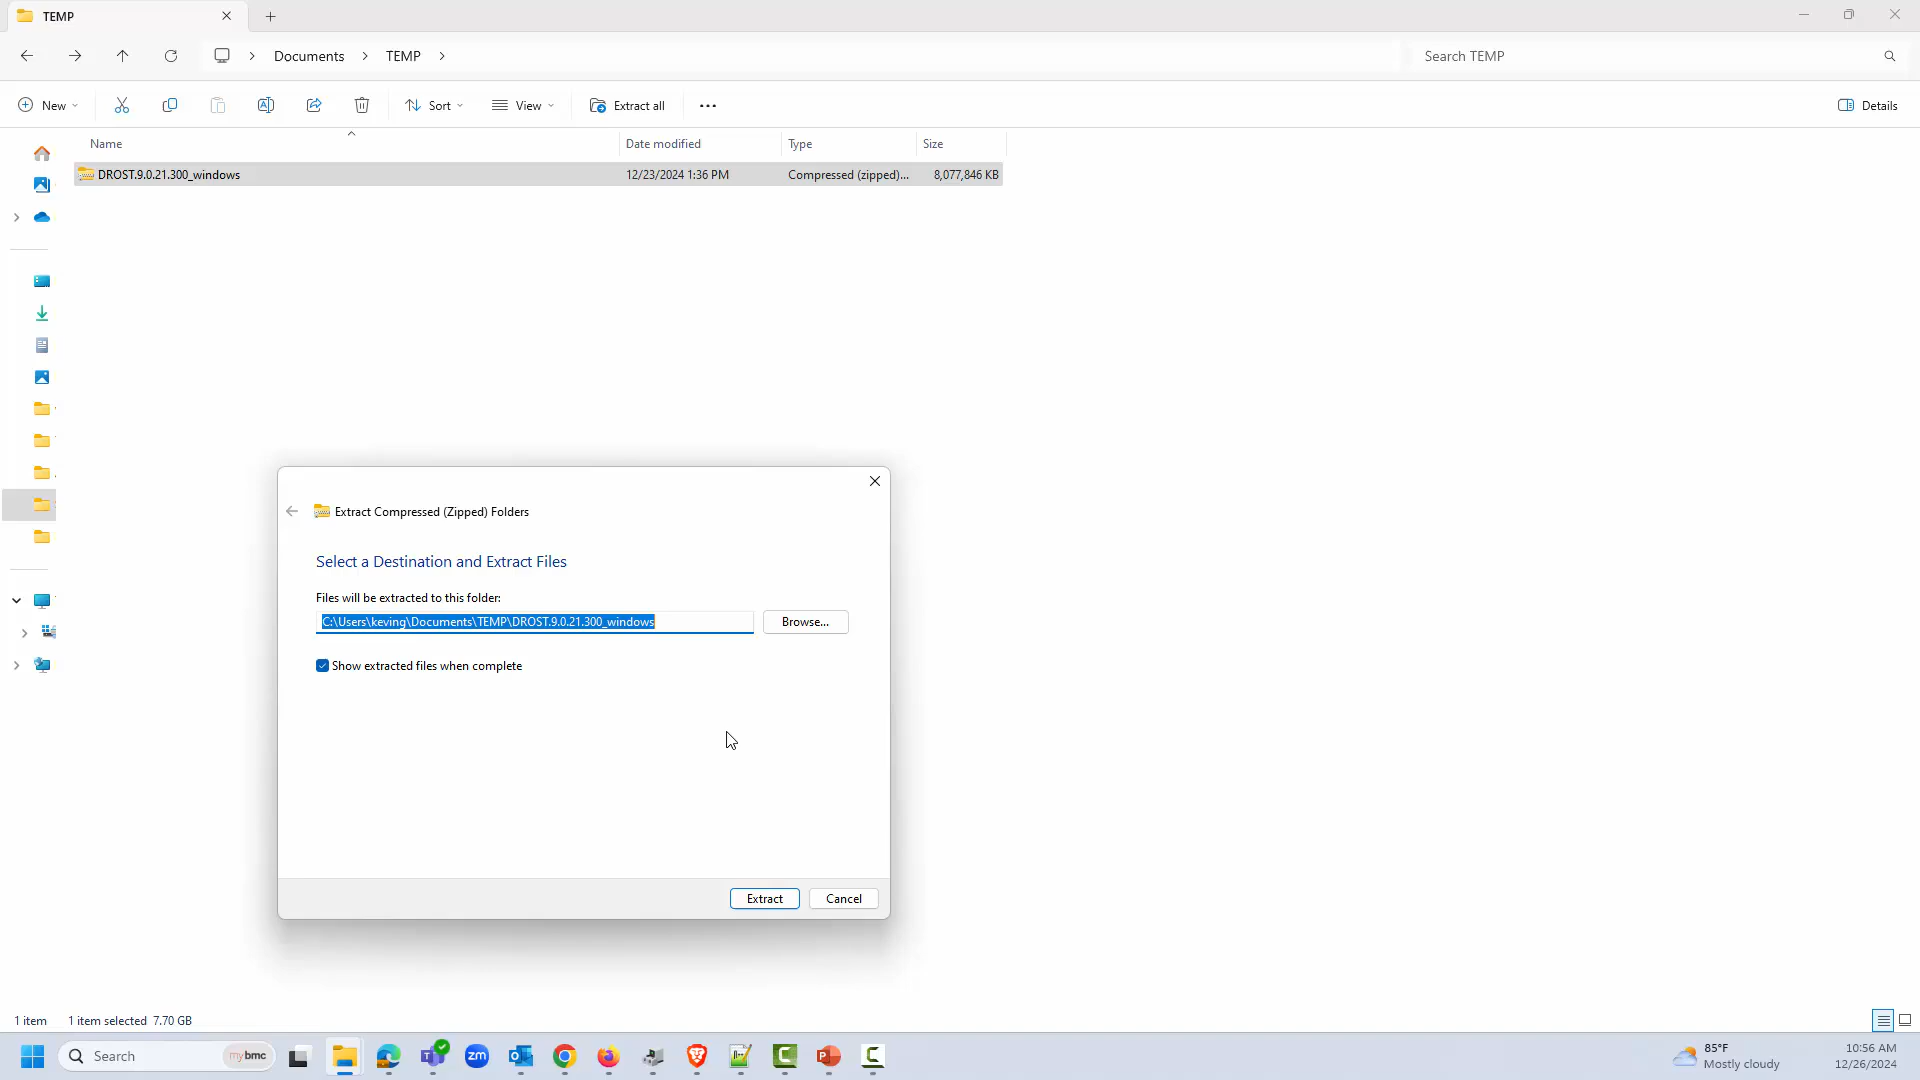 TEMP
Documents
TEMP
Search TEMP
New
Sort
View
Extract all
Details
Name
Date modified
Type
Size
DROST.9.0.21.300_windows
12/23/2024 1:36 PM
Compressed (zipped)...
8,077,846 KB
Extract Compressed (Zipped) Folders
Select a Destination and Extract Files
Files will be extracted to this folder:
C:\Users\keving\Documents\TEMP\DROST.9.0.21.300_windows
Browse...
Show extracted files when complete
Extract
Cancel
1 item
1 item selected 7.70 GB
Search
mybmc
zm
85°F
Mostly cloudy
10:56 AM
12/26/2024